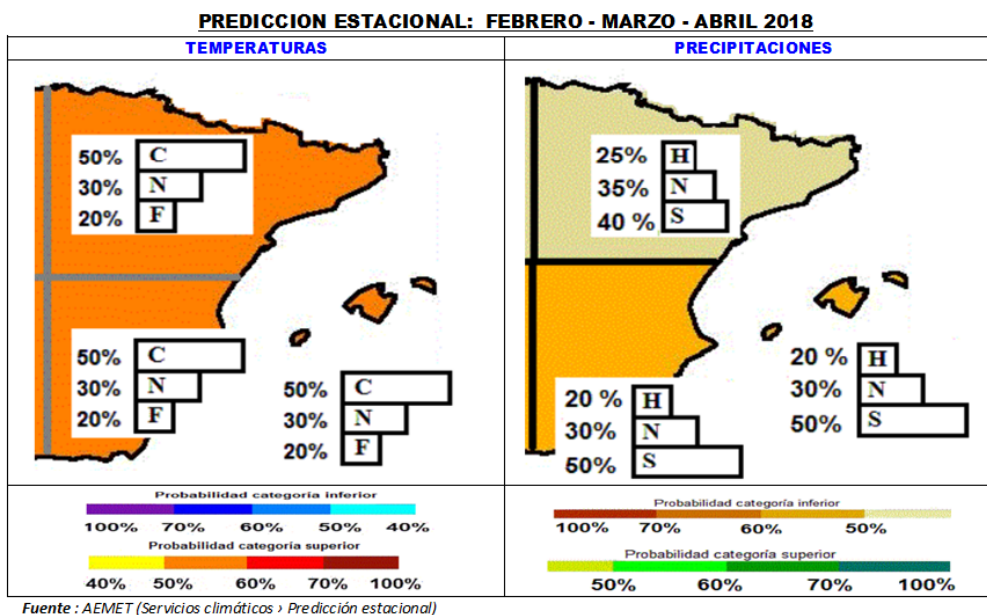 PREDICCION ESTACIONAL: FEBRERO - MARZO - ABRIL 2018
TEMPERATURAS
PRECIPITACIONES
50% C
30% N
20% F
50% C
30% N
20% F
50% C
30% N
20% F
25% H
35% N
40 % S
20 % H
30% N
50% S
20 % H
30% N
50% S
Probabilidad categoría inferior
100% 70% 60% 50% 40%
Probabilidad categoría superior
40% 50% 60% 70% 100%
Probabilidad categoría inferior
100% 70% 60% 50%
Probabilidad categoría superior
50% 60% 70% 100%
Fuente : AEMET (Servicios climáticos › Predicción estacional)